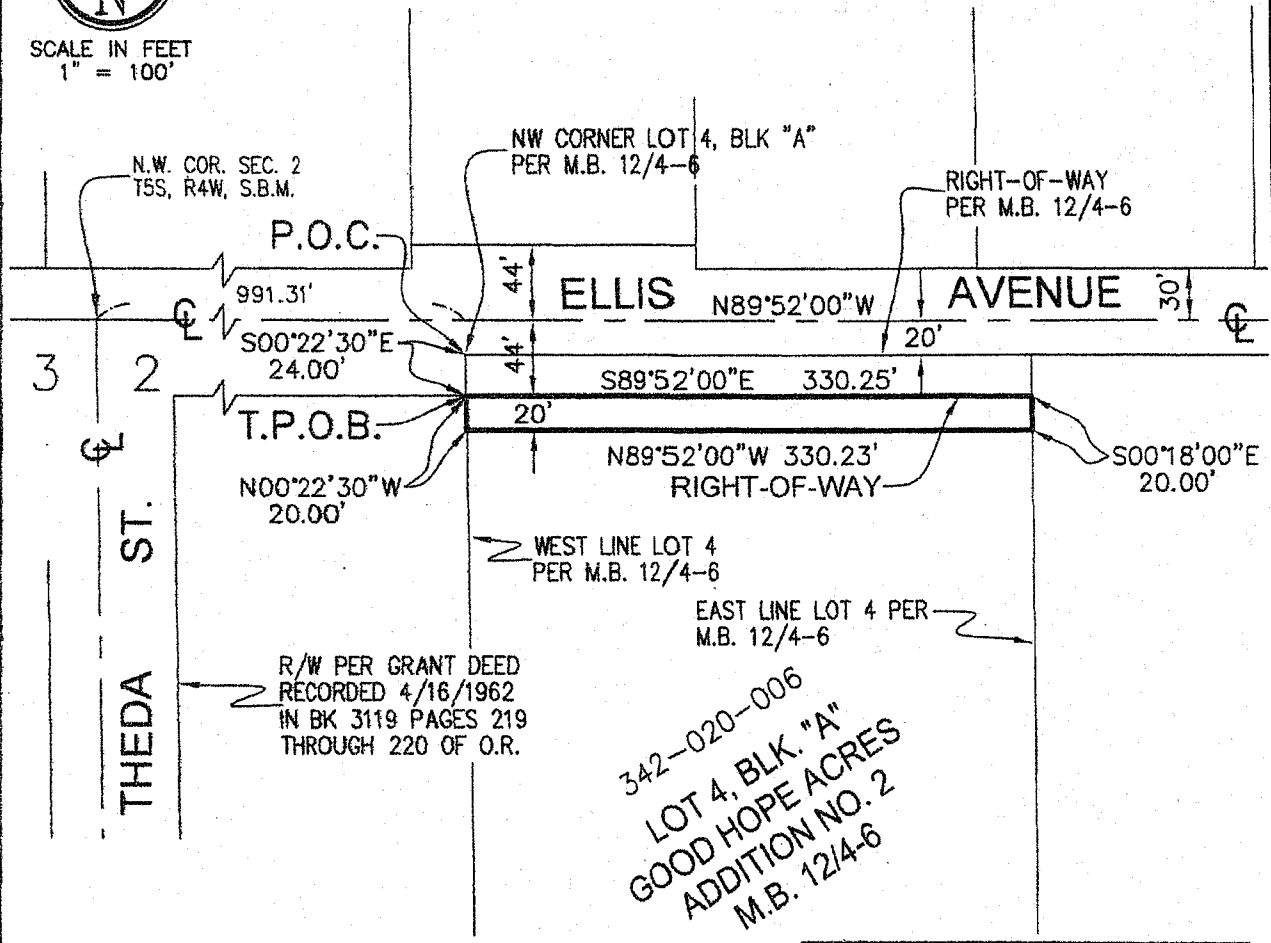 N
SCALE IN FEET
1" = 100'
N.W. COR. SEC. 2
T5S, R4W, S.B.M.
NW CORNER LOT 4, BLK "A"
PER M.B. 12/4-6
RIGHT-OF-WAY
PER M.B. 12/4-6
P.O.C.
991.31'
44'
ELLIS
N89°52'00"W
AVENUE
30'
℄
℄
S00°22'30"E
24.00'
44'
20'
3
2
S89°52'00"E 330.25'
T.P.O.B.
20'
℄
N00°22'30"W
20.00'
N89°52'00"W 330.23'
RIGHT-OF-WAY
S00°18'00"E
20.00'
WEST LINE LOT 4
PER M.B. 12/4-6
EAST LINE LOT 4 PER
M.B. 12/4-6
THEDA ST.
R/W PER GRANT DEED
RECORDED 4/16/1962
IN BK 3119 PAGES 219
THROUGH 220 OF O.R.
342-020-006
LOT 4, BLK. "A"
GOOD HOPE ACRES
ADDITION NO. 2
M.B. 12/4-6